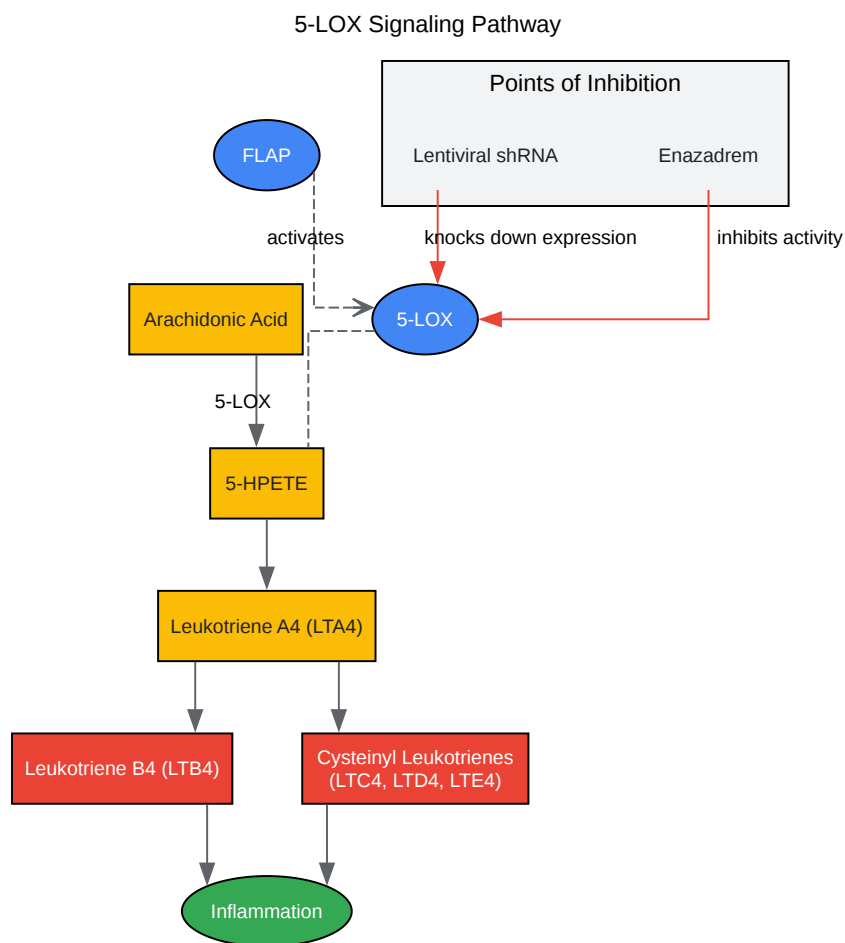 5-LOX Signaling Pathway
Points of Inhibition
FLAP
Lentiviral shRNA
Enazadrem
activates
knocks down expression
inhibits activity
Arachidonic Acid
5-LOX
5-LOX
5-HPETE
Leukotriene A4 (LTA4)
Leukotriene B4 (LTB4)
Cysteinyl Leukotrienes
(LTC4, LTD4, LTE4)
Inflammation